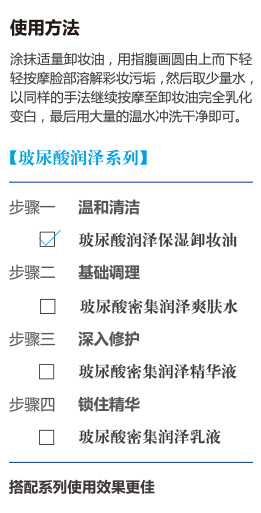 使用方法
涂抹适量卸妆油，用指腹画圆由上而下轻
轻按摩脸部溶解彩妆污垢，然后取少量水，
以同样的手法继续按摩至卸妆油完全乳化
变白，最后用大量的温水冲洗干净即可。
【玻尿酸润泽系列】
步骤一 温和清洁
玻尿酸润泽保湿卸妆油
步骤二 基础调理
玻尿酸密集润泽爽肤水
步骤三 深入修护
玻尿酸密集润泽精华液
步骤四 锁住精华
玻尿酸密集润泽乳液
搭配系列使用效果更佳